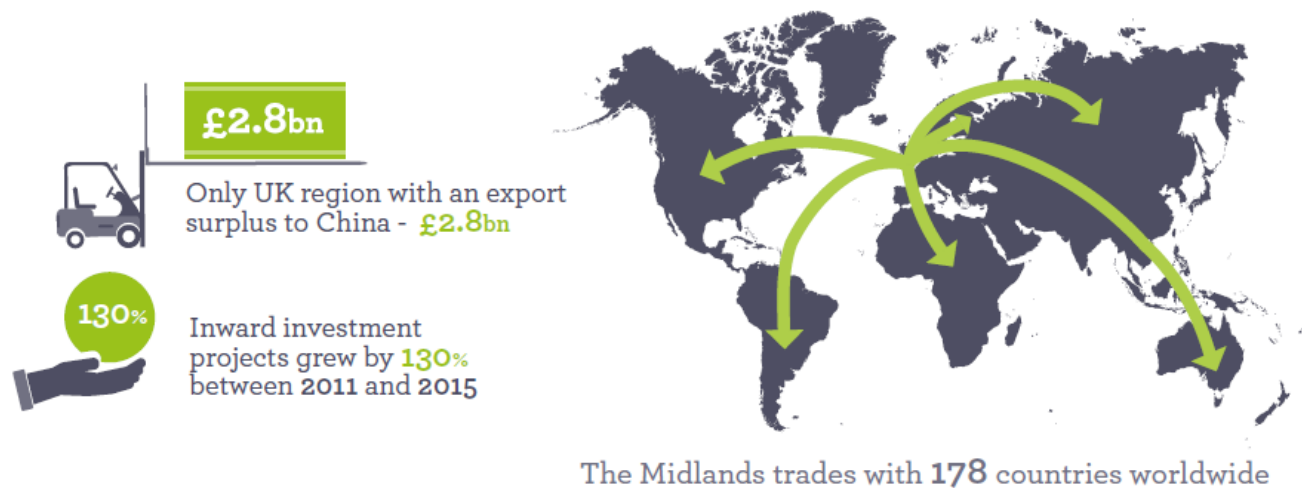 £2.8bn
Only UK region with an export
surplus to China - £2.8bn
130%
Inward investment
projects grew by 130%
between 2011 and 2015
The Midlands trades with 178 countries worldwide